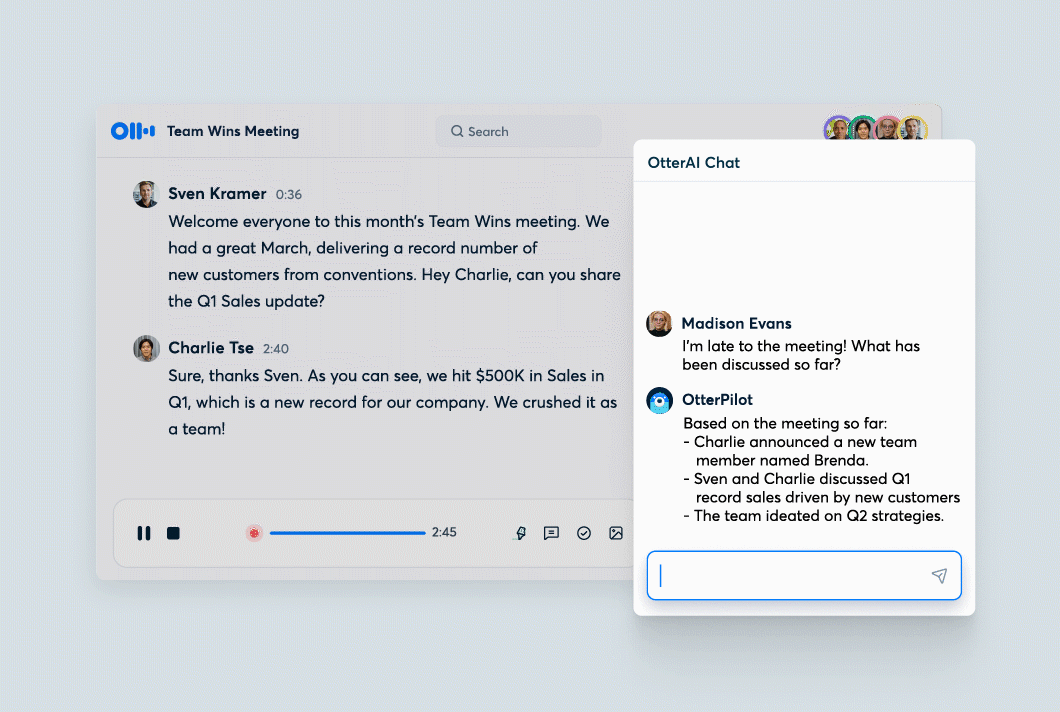 Team Wins Meeting
Search
Sven Kramer 0:36
Welcome everyone to this month's Team Wins meeting. We
had a great March, delivering a record number of
new customers from conventions. Hey Charlie, can you share
the Q1 Sales update?
Charlie Tse 2:40
Sure, thanks Sven. As you can see, we hit $500K in Sales in
Q1, which is a new record for our company. We crushed it as
a team!
2:45
OtterAI Chat
Madison Evans
I'm late to the meeting! What has
been discussed so far?
OtterPilot
Based on the meeting so far:
- Charlie announced a new team
member named Brenda.
- Sven and Charlie discussed Q1
record sales driven by new customers
- The team ideated on Q2 strategies.